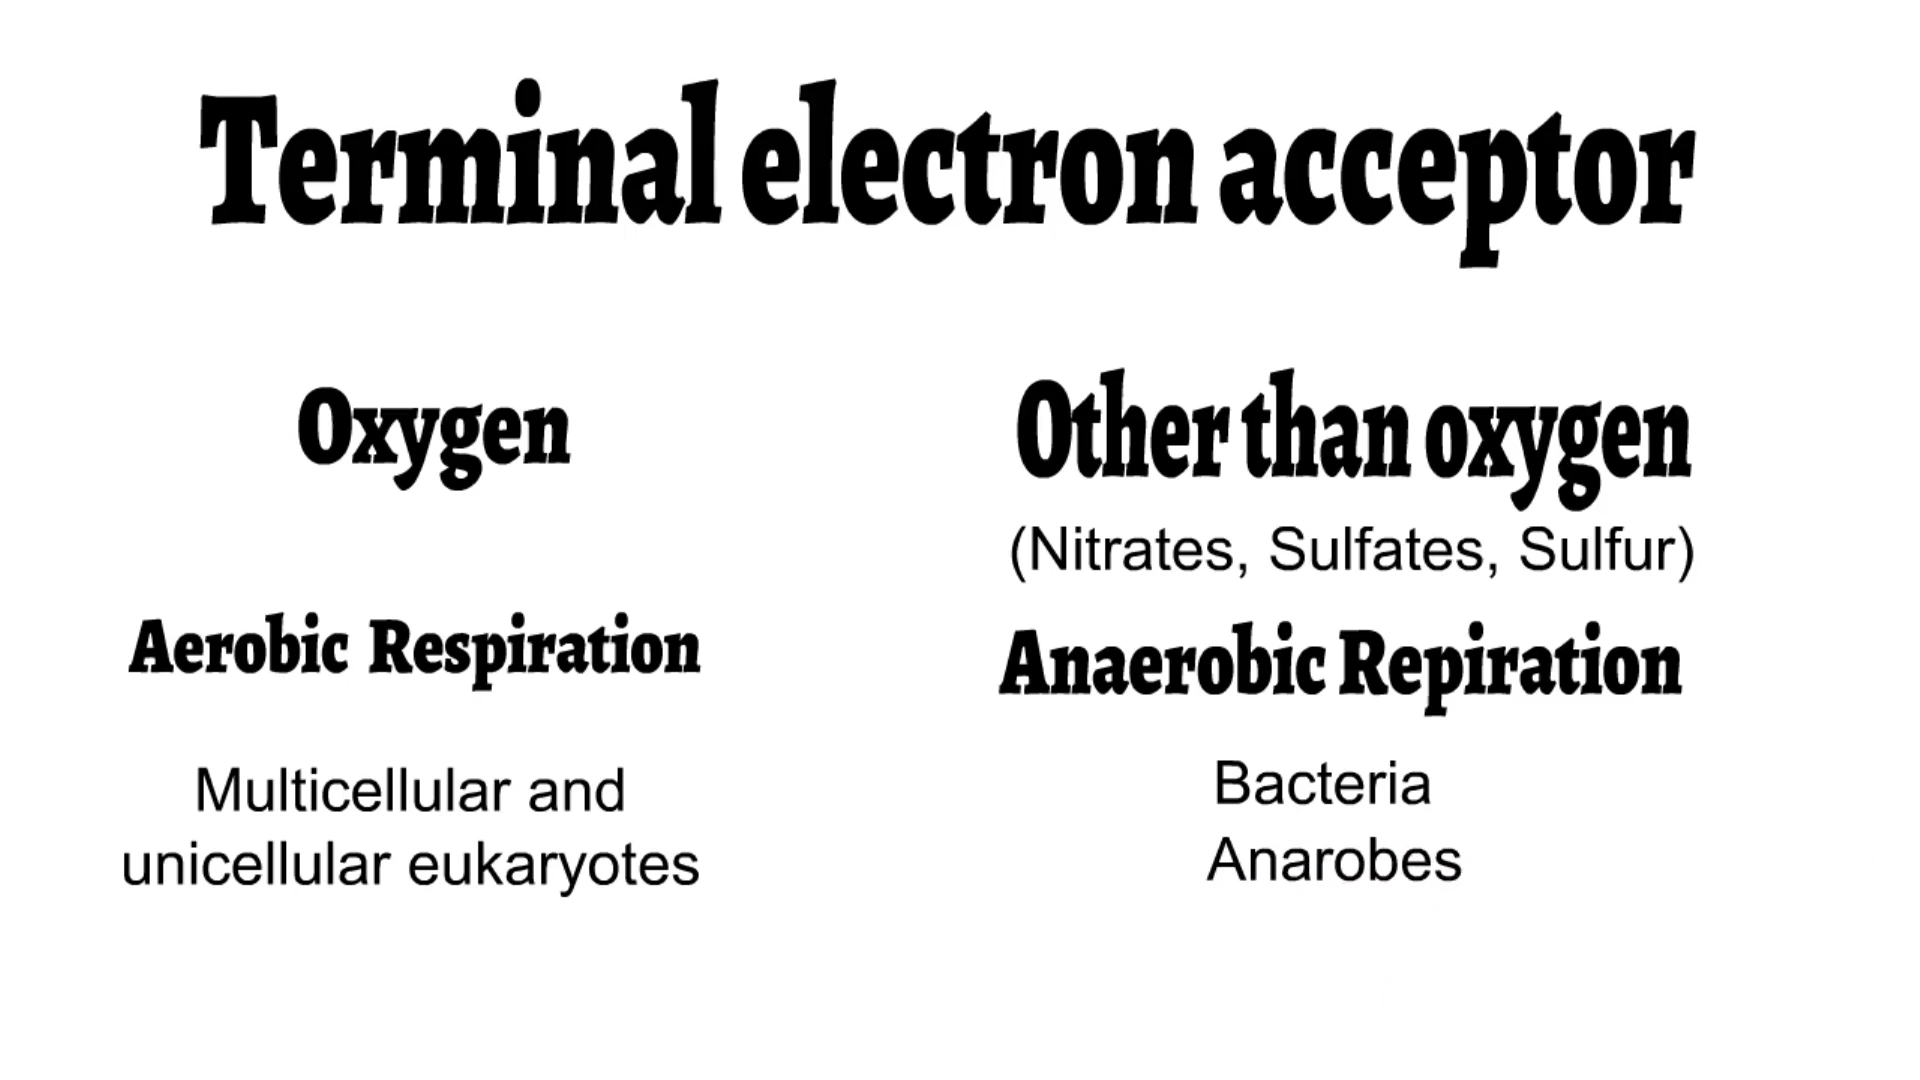 Terminal electron acceptor
Oxygen
Other than oxygen
(Nitrates, Sulfates, Sulfur)
Aerobic Respiration
Anaerobic Repiration
Multicellular and
unicellular eukaryotes
Bacteria
Anarobes